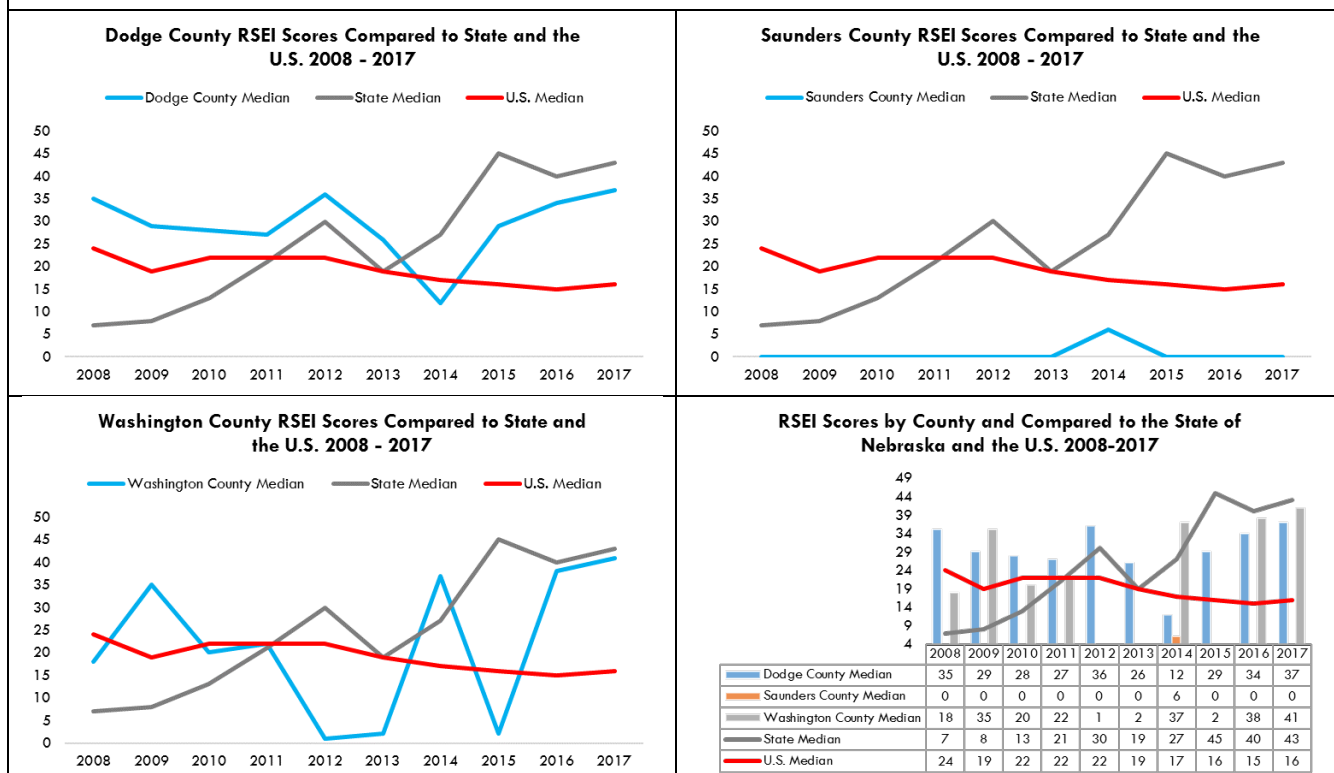 Dodge County RSEI Scores Compared to State and the
U.S. 2008 - 2017
Dodge County Median State Median U.S. Median
50
45
40
35
30
25
20
15
10
5
0
2008 2009 2010 2011 2012 2013 2014 2015 2016 2017
Saunders County RSEI Scores Compared to State and the
U.S. 2008 - 2017
Saunders County Median State Median U.S. Median
50
45
40
35
30
25
20
15
10
5
0
2008 2009 2010 2011 2012 2013 2014 2015 2016 2017
Washington County RSEI Scores Compared to State and
the U.S. 2008 - 2017
Washington County Median State Median U.S. Median
50
45
40
35
30
25
20
15
10
5
0
2008 2009 2010 2011 2012 2013 2014 2015 2016 2017
RSEI Scores by County and Compared to the State of
Nebraska and the U.S. 2008-2017
49
44
39
34
29
24
19
14
9
4
2008 2009 2010 2011 2012 2013 2014 2015 2016 2017
Dodge County Median 35 29 28 27 36 26 12 29 34 37
Saunders County Median 0 0 0 0 0 0 6 0 0 0
Washington County Median 18 35 20 22 1 2 37 2 38 41
State Median 7 8 13 21 30 19 27 45 40 43
U.S. Median 24 19 22 22 22 19 17 16 15 16